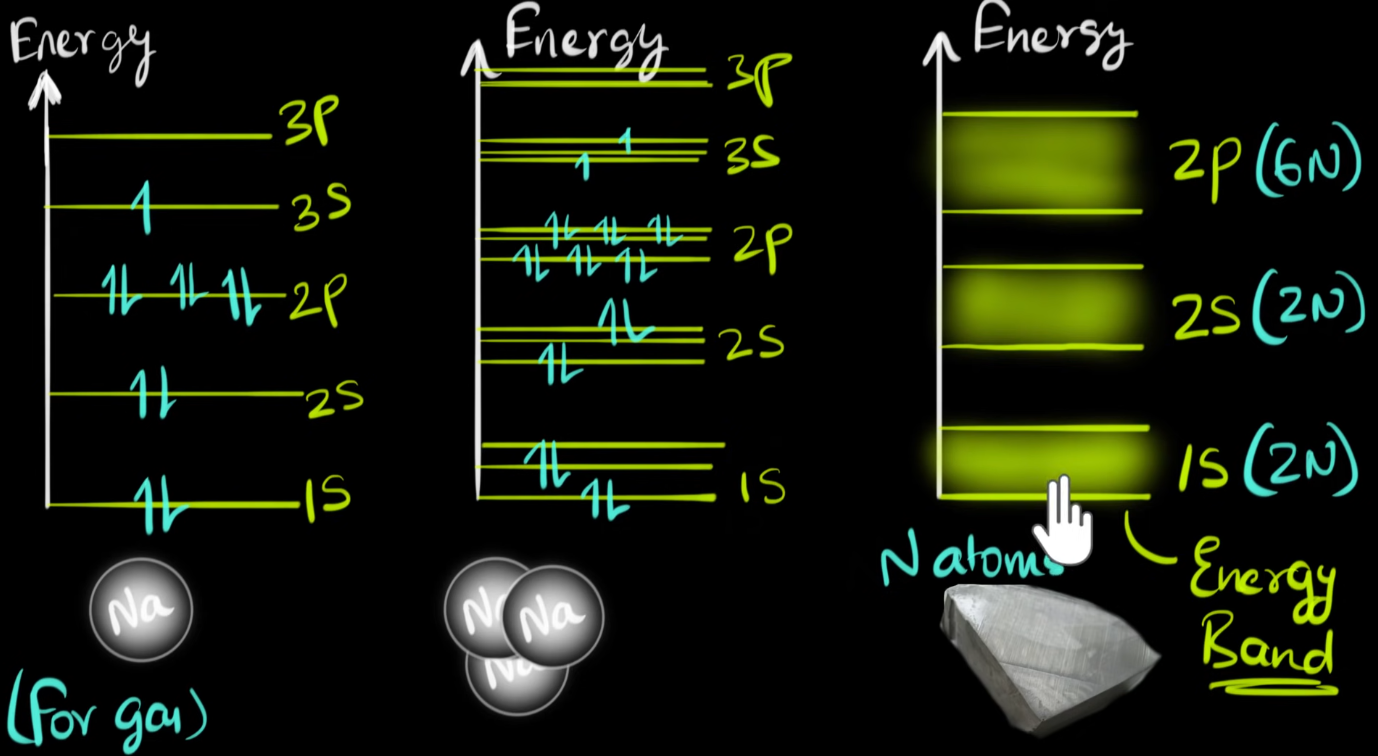 Energy
3P
3S
2P
2S
1S
Na
(For gas)
Energy
3P
3S
2P
2S
1S
Na
Na
Na
Energy
2P (6N)
2S (2N)
1S (2N)
N atoms
Energy
Band